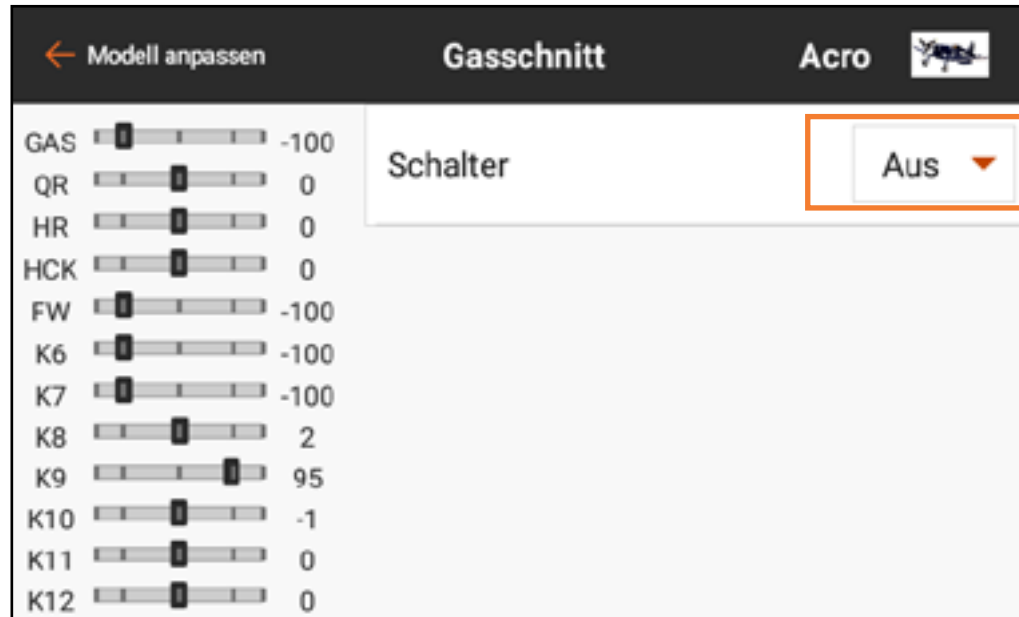 Modell anpassen Gasschnitt Acro
Schalter Aus
GAS -100
QR 0
HR 0
HCK 0
FW -100
K6 -100
K7 -100
K8 2
K9 95
K10 -1
K11 0
K12 0